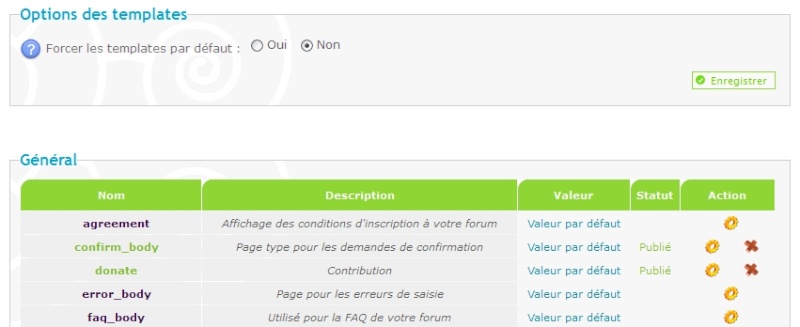 Options des templates
? Forcer les templates par défaut : Oui Non
Enregistrer
Général
Nom Description Valeur Statut Action
agreement Affichage des conditions d'inscription à votre forum Valeur par défaut
confirm_body Page type pour les demandes de confirmation Valeur par défaut Publié
donate Contribution Valeur par défaut Publié
error_body Page pour les erreurs de saisie Valeur par défaut
faq_body Utilisé pour la FAQ de votre forum Valeur par défaut